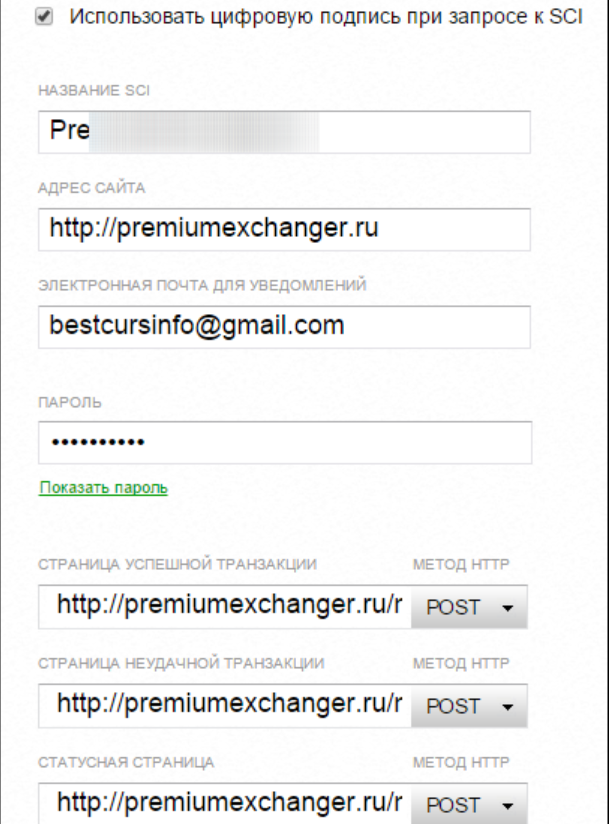 Использовать цифровую подпись при запросе к SCI
НАЗВАНИЕ SCI
Pre
АДРЕС САЙТА
http://premiumexchanger.ru
ЭЛЕКТРОННАЯ ПОЧТА ДЛЯ УВЕДОМЛЕНИЙ
bestcursinfo@gmail.com
ПАРОЛЬ
••••••••••
Показать пароль
СТРАНИЦА УСПЕШНОЙ ТРАНЗАКЦИИ МЕТОД HTTP
http://premiumexchanger.ru/r POST
СТРАНИЦА НЕУДАЧНОЙ ТРАНЗАКЦИИ МЕТОД HTTP
http://premiumexchanger.ru/r POST
СТАТУСНАЯ СТРАНИЦА МЕТОД HTTP
http://premiumexchanger.ru/r POST